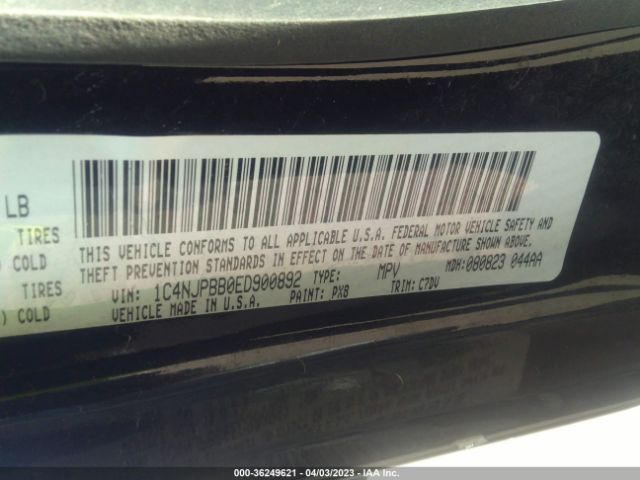 LB
TIRES
COLD
TIRES
) COLD
THIS VEHICLE CONFORMS TO ALL APPLICABLE U.S.A. FEDERAL MOTOR VEHICLE SAFETY AND
THEFT PREVENTION STANDARDS IN EFFECT ON THE DATE OF MANUFACTURE SHOWN ABOVE.
VIN: 1C4NJPBB0ED900892 TYPE: MPV MDH:080823 044AA
VEHICLE MADE IN U.S.A. PAINT: PX8 TRIM: C7DV
000-36249621 - 04/03/2023 - IAA Inc.